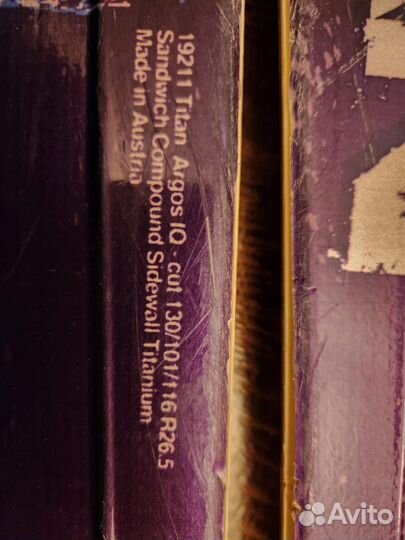 19211 Titan Argos IQ - cut 130/101/116 R26.5
Sandwich Compound Sidewall Titanium
Made in Austria
Avito